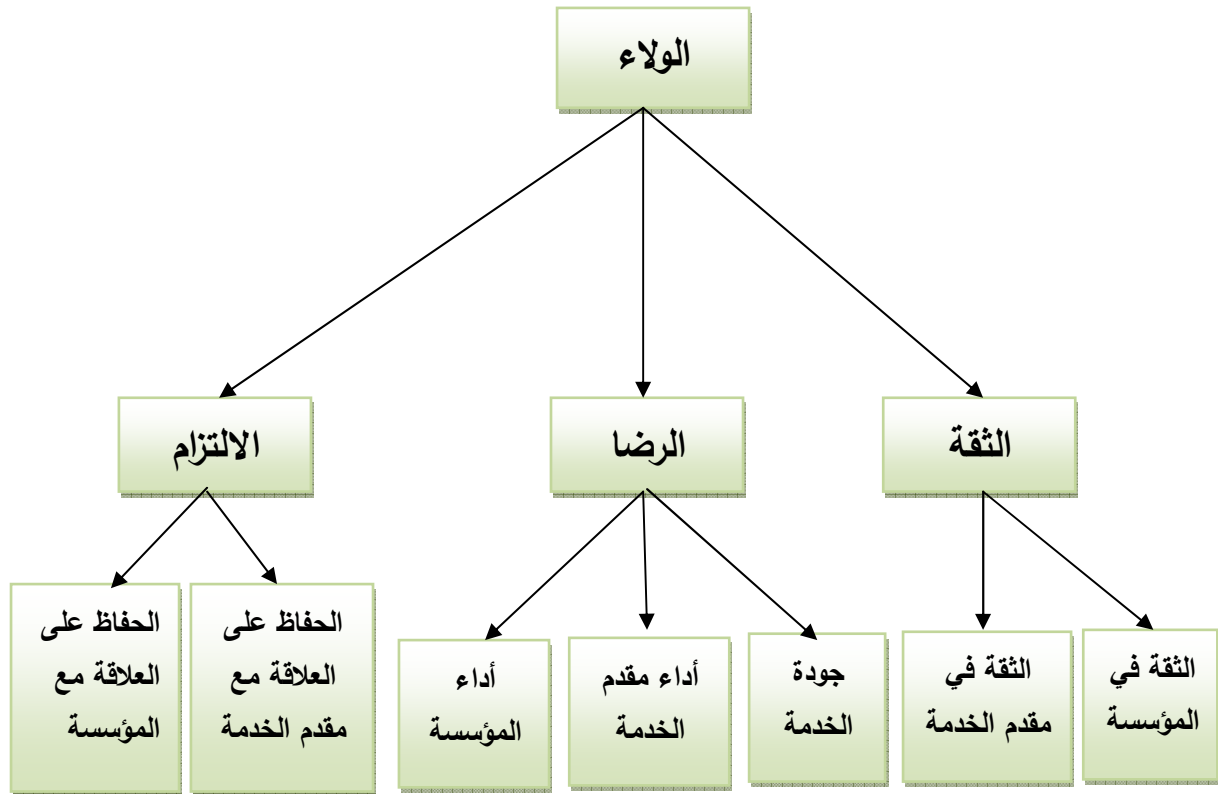 الولاء
الثقة
الرضا
الالتزام
الثقة في
المؤسسة
الثقة في
مقدم الخدمة
جودة
الخدمة
أداء مقدم
الخدمة
أداء
المؤسسة
الحفاظ على
العلاقة مع
مقدم الخدمة
الحفاظ على
العلاقة مع
المؤسسة